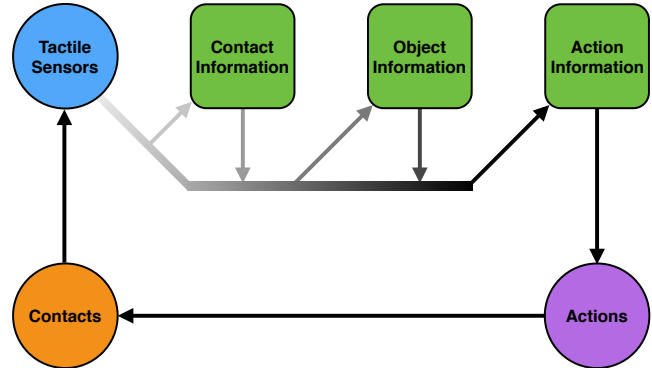 Tactile
Sensors
Contact
Information
Object
Information
Action
Information
Contacts
Actions